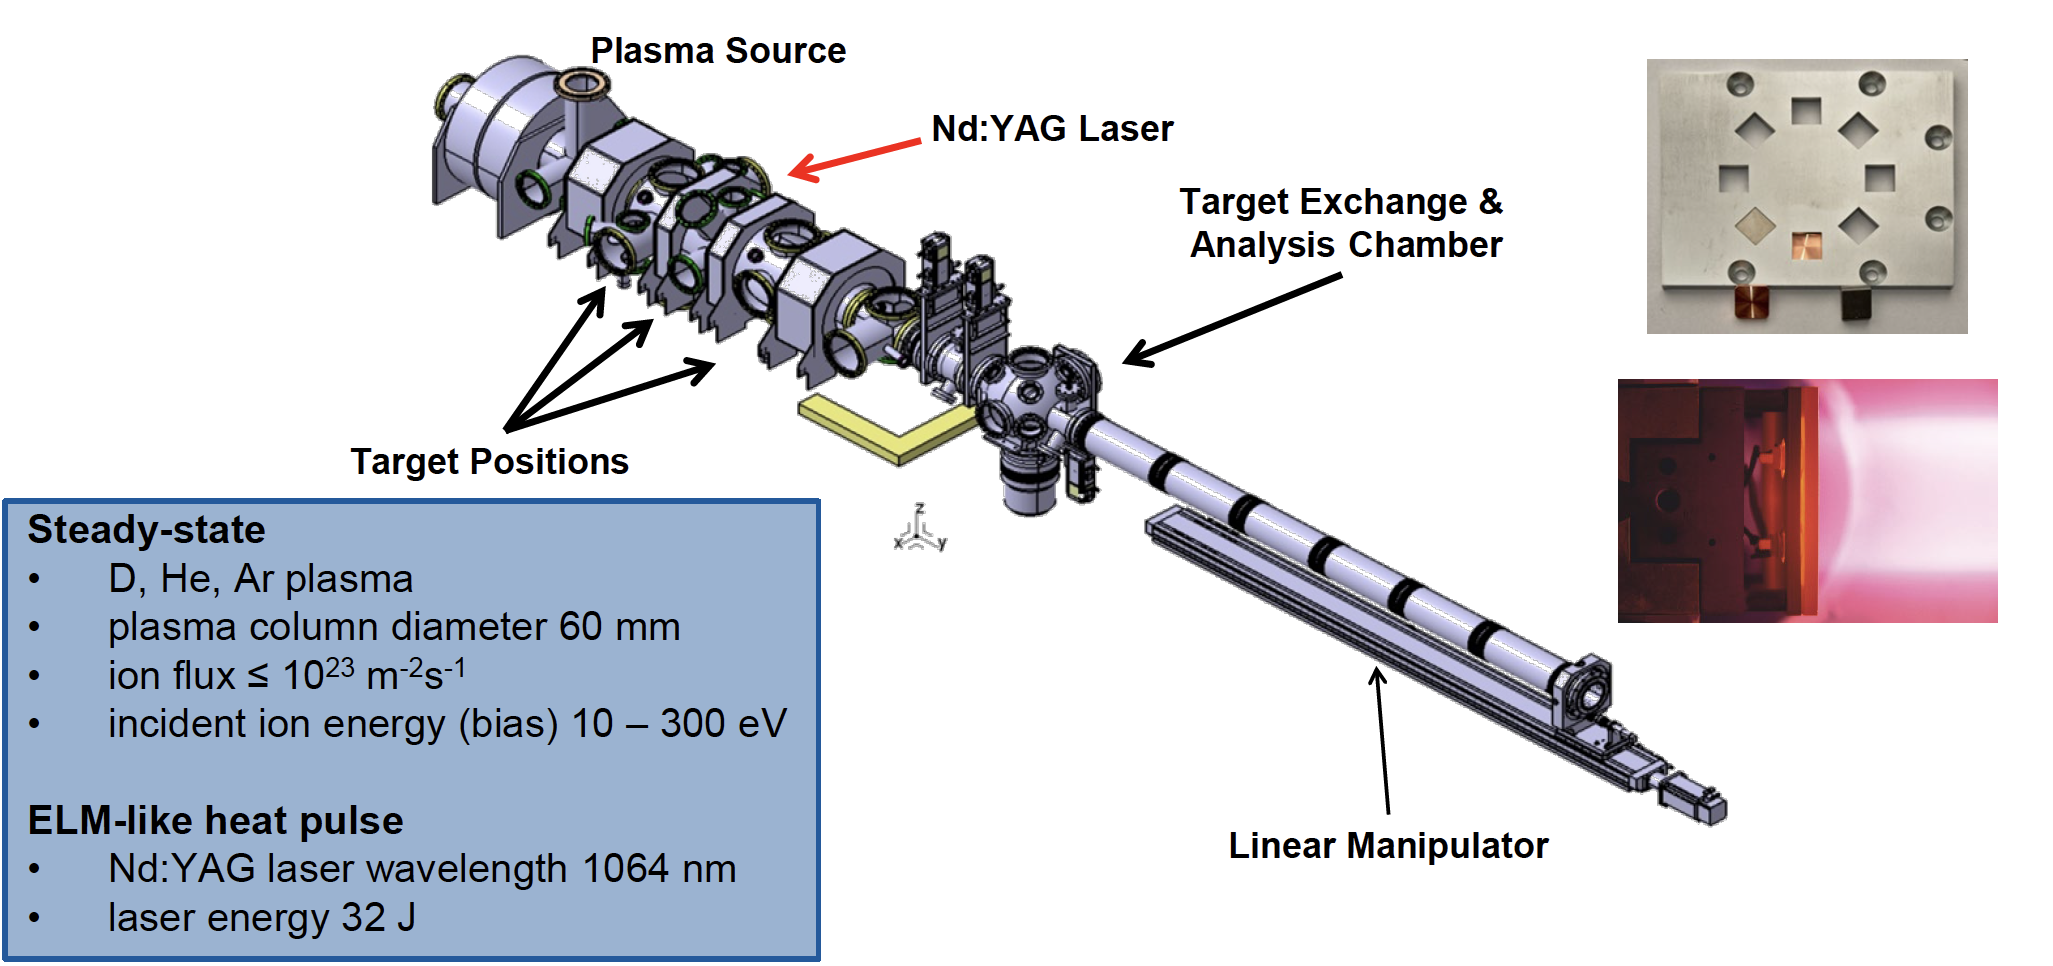 Plasma Source
Nd:YAG Laser
Target Exchange &
Analysis Chamber
Target Positions
Steady-state
• D, He, Ar plasma
• plasma column diameter 60 mm
• ion flux ≤ 10²³ m⁻²s⁻¹
• incident ion energy (bias) 10 – 300 eV
ELM-like heat pulse
• Nd:YAG laser wavelength 1064 nm
• laser energy 32 J
z
x
y
Linear Manipulator